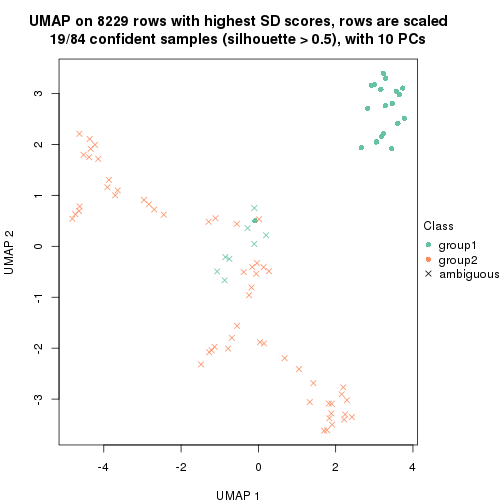 UMAP on 8229 rows with highest SD scores, rows are scaled
19/84 confident samples (silhouette > 0.5), with 10 PCs
3
2
1
0
-1
-2
-3
UMAP 2
-4
-2
0
2
4
UMAP 1
Class
group1
group2
ambiguous